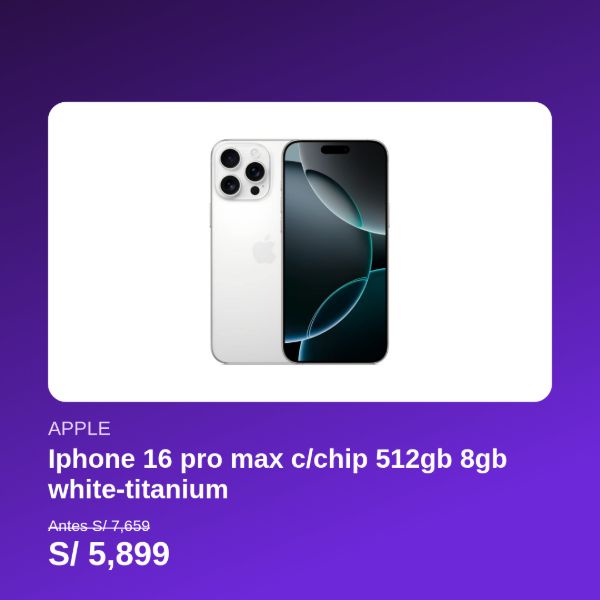 APPLE
Iphone 16 pro max c/chip 512gb 8gb
white-titanium
Antes S/ 7,659
S/ 5,899